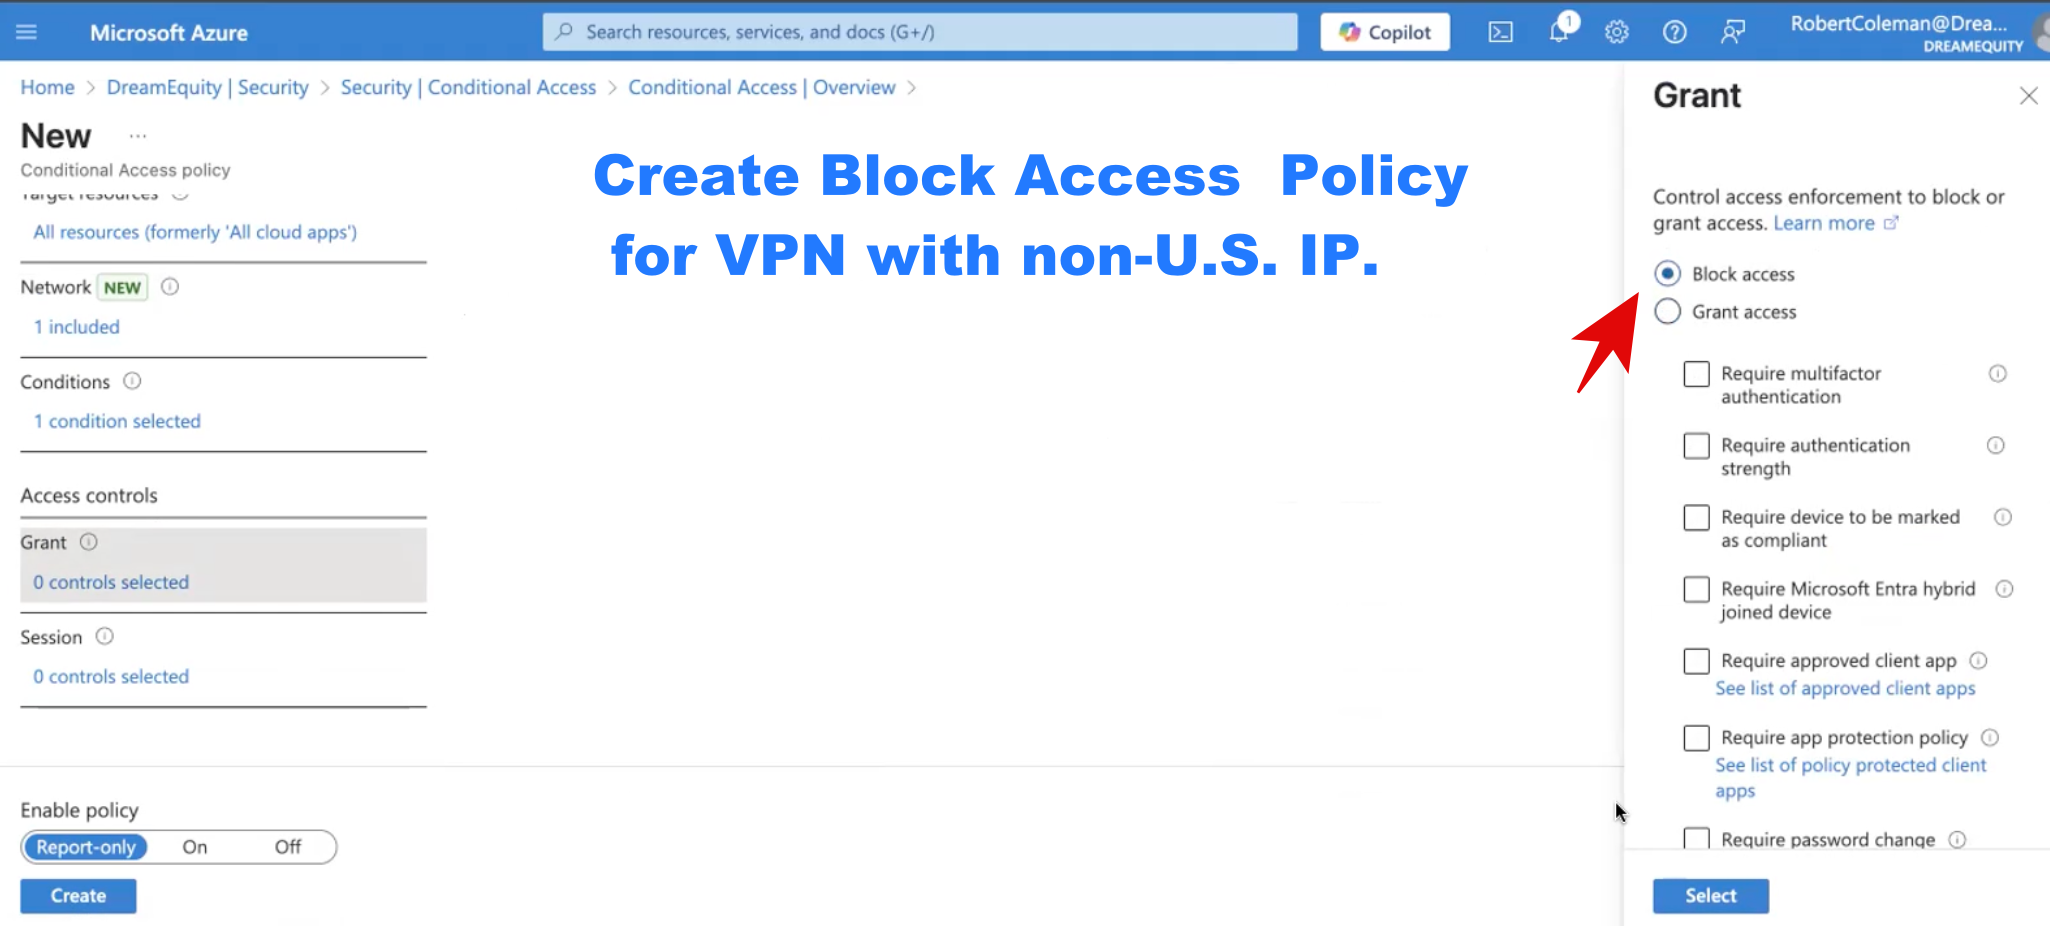 Microsoft Azure
Search resources, services, and docs (G+/)
Copilot
1
RobertColeman@Drea...
DREAMEQUITY
Home > DreamEquity | Security > Security | Conditional Access > Conditional Access | Overview >
New ...
Conditional Access policy
Target resources
All resources (formerly 'All cloud apps')
Network NEW
1 included
Conditions
1 condition selected
Access controls
Grant
0 controls selected
Session
0 controls selected
Enable policy
Report-only On Off
Create
Create Block Access Policy
for VPN with non-U.S. IP.
Grant
Control access enforcement to block or
grant access. Learn more
Block access
Grant access
Require multifactor
authentication
Require authentication
strength
Require device to be marked
as compliant
Require Microsoft Entra hybrid
joined device
Require approved client app
See list of approved client apps
Require app protection policy
See list of policy protected client
apps
Require password change
Select